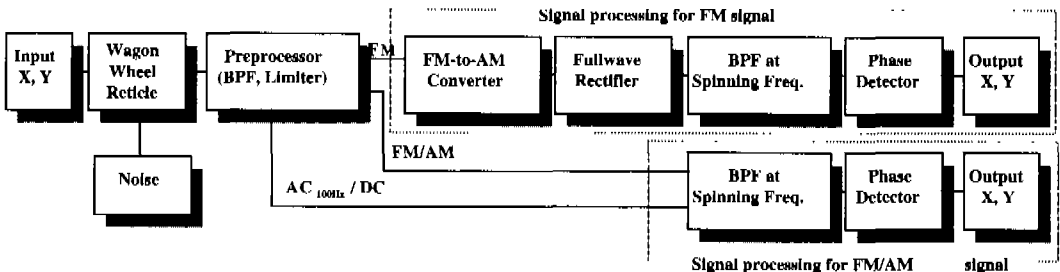 Signal processing for FM signal
Input
X, Y
Wagon
Wheel
Reticle
Preprocessor
(BPF, Limiter)
FM
FM-to-AM
Converter
Fullwave
Rectifier
BPF at
Spinning Freq.
Phase
Detector
Output
X, Y
Noise
FM/AM
AC 100Hz / DC
BPF at
Spinning Freq.
Phase
Detector
Output
X, Y
Signal processing for FM/AM signal